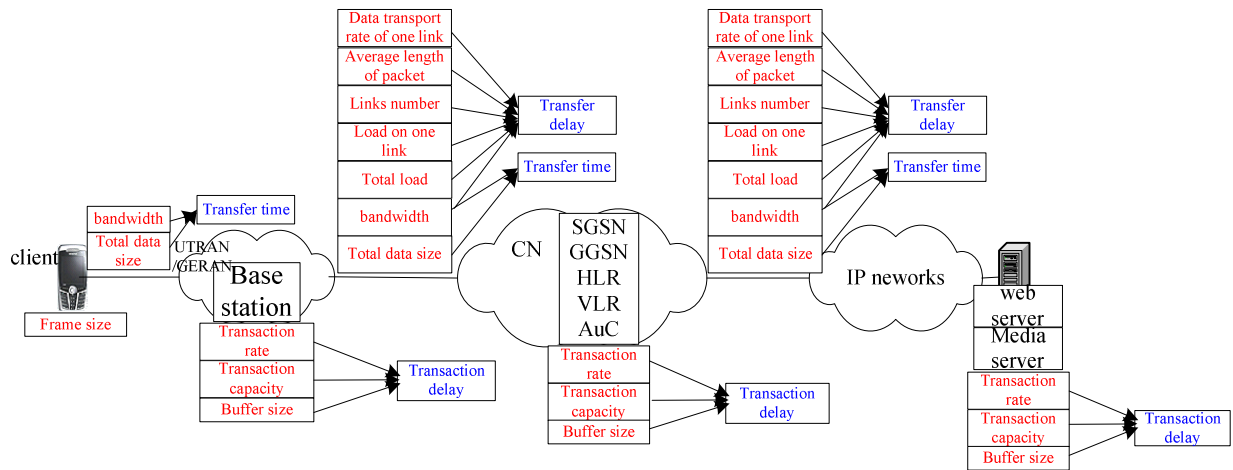 client
Frame size
bandwidth
Total data
size
Transfer time
UTRAN
/GERAN
Base
station
Transaction
rate
Transaction
capacity
Buffer size
Transaction
delay
Data transport
rate of one link
Average length
of packet
Links number
Load on one
link
Total load
bandwidth
Total data size
Transfer
delay
Transfer time
CN
SGSN
GGSN
HLR
VLR
AuC
Transaction
rate
Transaction
capacity
Buffer size
Transaction
delay
Data transport
rate of one link
Average length
of packet
Links number
Load on one
link
Total load
bandwidth
Total data size
Transfer
delay
Transfer time
IP neworks
web
server
Media
server
Transaction
rate
Transaction
capacity
Buffer size
Transaction
delay